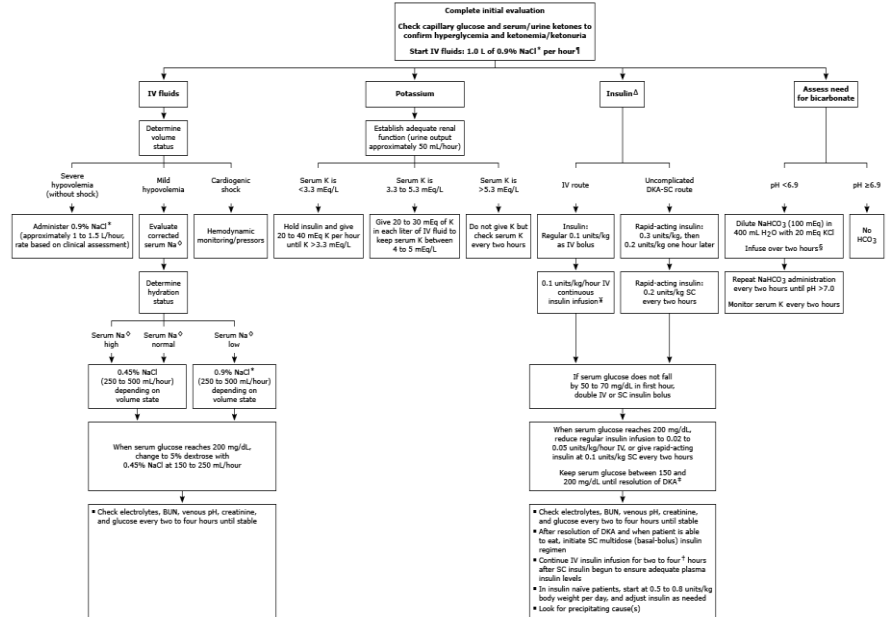 Complete initial evaluation
Check capillary glucose and serum/urine ketones to
confirm hyperglycemia and ketonemia/ketonuria
Start IV fluids: 1.0 L of 0.9% NaCl* per hour¶
IV fluids
Potassium
InsulinΔ
Assess need
for bicarbonate
Determine
volume
status
Establish adequate renal
function (urine output
approximately 50 mL/hour)
Severe
hypovolemia
(without shock)
Mild
hypovolemia
Cardiogenic
shock
Serum K is
<3.3 mEq/L
Serum K is
3.3 to 5.3 mEq/L
Serum K is
>5.3 mEq/L
IV route
Uncomplicated
DKA-SC route
pH <6.9
pH ≥6.9
Administer 0.9% NaCl*
(approximately 1 to 1.5 L/hour,
rate based on clinical assessment)
Evaluate
corrected
serum Na◊
Hemodynamic
monitoring/pressors
Hold insulin and give
20 to 40 mEq K per hour
until K >3.3 mEq/L
Give 20 to 30 mEq of K
in each liter of IV fluid to
keep serum K between
4 to 5 mEq/L
Do not give K but
check serum K
every two hours
Insulin:
Regular 0.1 units/kg
as IV bolus
Rapid-acting insulin:
0.3 units/kg, then
0.2 units/kg one hour later
Dilute NaHCO3 (100 mEq) in
400 mL H2O with 20 mEq KCl
Infuse over two hours§
No
HCO3
Determine
hydration
status
0.1 units/kg/hour IV
continuous
insulin infusion¥
Rapid-acting insulin:
0.2 units/kg SC
every two hours
Repeat NaHCO3 administration
every two hours until pH >7.0
Monitor serum K every two hours
Serum Na◊
high
Serum Na◊
normal
Serum Na◊
low
0.45% NaCl
(250 to 500 mL/hour)
depending on
volume state
0.9% NaCl*
(250 to 500 mL/hour)
depending on
volume state
If serum glucose does not fall
by 50 to 70 mg/dL in first hour,
double IV or SC insulin bolus
When serum glucose reaches 200 mg/dL,
change to 5% dextrose with
0.45% NaCl at 150 to 250 mL/hour
When serum glucose reaches 200 mg/dL,
reduce regular insulin infusion to 0.02 to
0.05 units/kg/hour IV, or give rapid-acting
insulin at 0.1 units/kg SC every two hours
Keep serum glucose between 150 and
200 mg/dL until resolution of DKA‡
▪ Check electrolytes, BUN, venous pH, creatinine,
and glucose every two to four hours until stable
▪ Check electrolytes, BUN, venous pH, creatinine,
and glucose every two to four hours until stable
▪ After resolution of DKA and when patient is able
to eat, initiate SC multidose (basal-bolus) insulin
regimen
▪ Continue IV insulin infusion for two to four† hours
after SC insulin begun to ensure adequate plasma
insulin levels
▪ In insulin naïve patients, start at 0.5 to 0.8 units/kg
body weight per day, and adjust insulin as needed
▪ Look for precipitating cause(s)